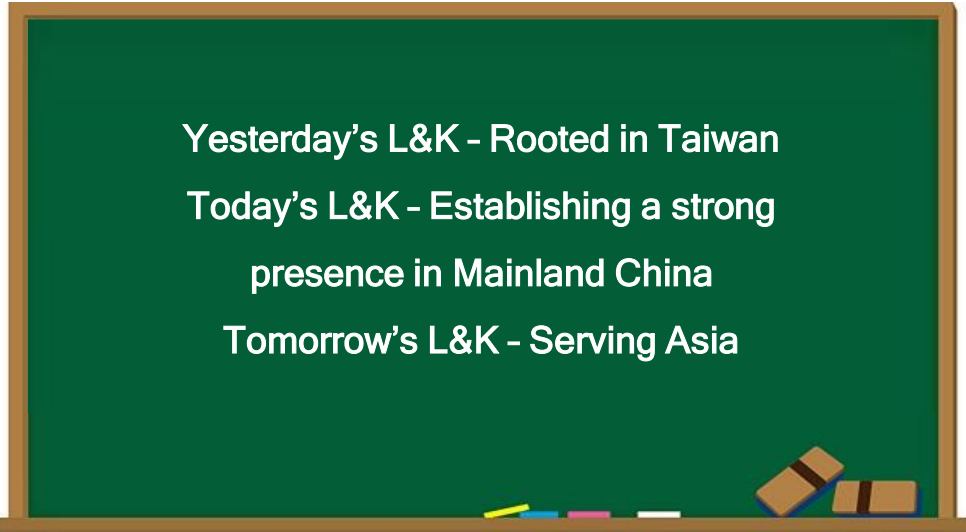 Yesterday’s L&K – Rooted in Taiwan
Today’s L&K – Establishing a strong
presence in Mainland China
Tomorrow’s L&K – Serving Asia